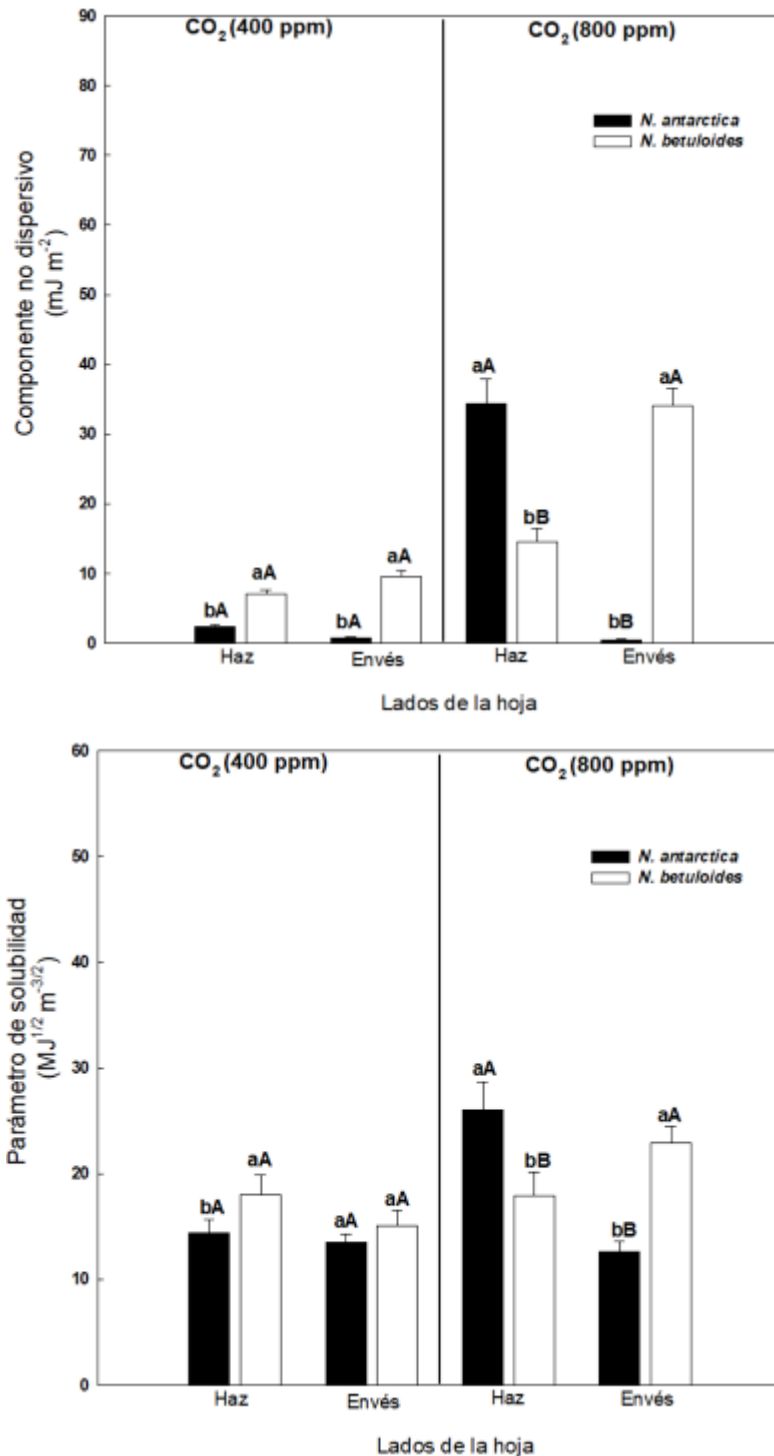 CO2 (400 ppm)
CO2 (800 ppm)
90
80
70
60
50
40
30
20
10
0
Componente no dispersivo
(mJ m-2)
N. antarctica
N. betuloides
bA
aA
bA
aA
aA
bB
bB
aA
Haz
Envés
Haz
Envés
Lados de la hoja
CO2 (400 ppm)
CO2 (800 ppm)
60
50
40
30
20
10
0
Parámetro de solubilidad
(MJ1/2 m-3/2)
N. antarctica
N. betuloides
bA
aA
aA
aA
aA
bB
bB
aA
Haz
Envés
Haz
Envés
Lados de la hoja